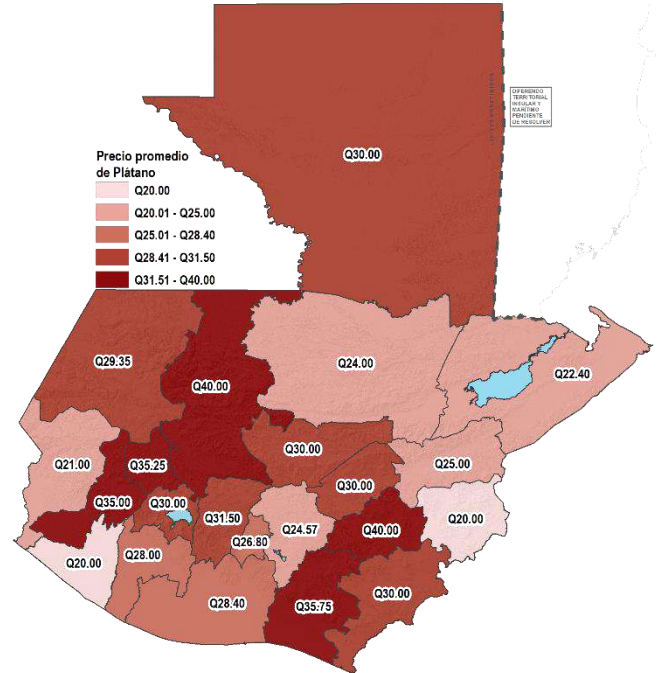 DIFERENDO
TERRITORIAL
INSULAR Y
MARÍTIMO
PENDIENTE
DE RESOLVER
Q30.00
Precio promedio
de Plátano
Q20.00
Q20.01 - Q25.00
Q25.01 - Q28.40
Q28.41 - Q31.50
Q31.51 - Q40.00
Q29.35
Q40.00
Q24.00
Q22.40
Q21.00
Q35.25
Q30.00
Q25.00
Q35.00
Q30.00
Q31.50
Q30.00
Q20.00
Q20.00
Q28.00
Q26.80
Q24.57
Q40.00
Q28.40
Q35.75
Q30.00